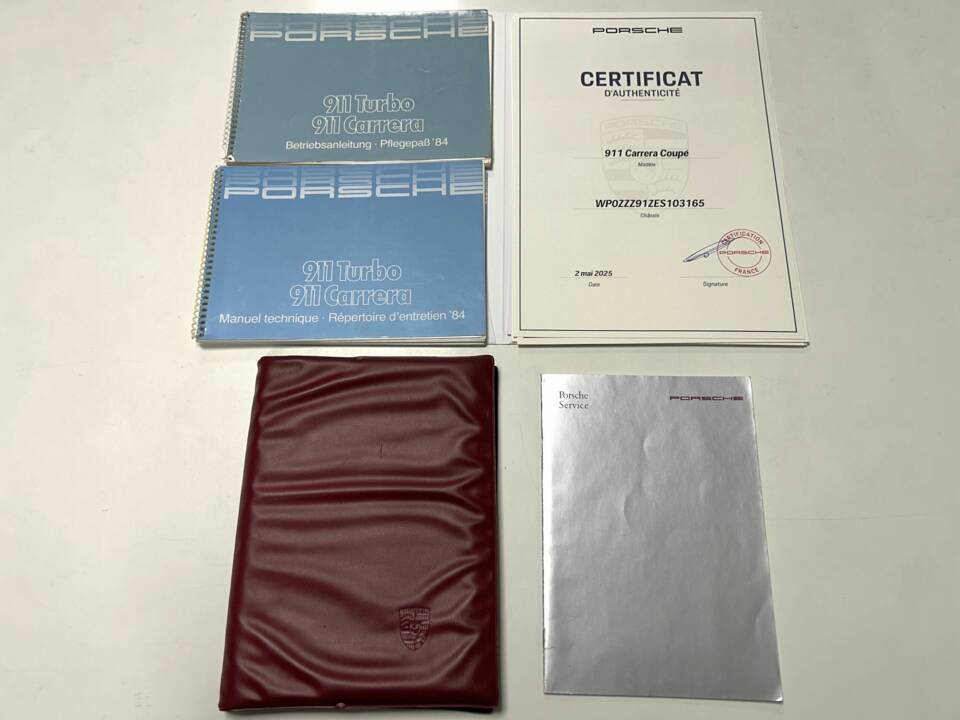 PORSCHE
911 Turbo
911 Carrera
Betriebsanleitung · Pflegepaß '84
PORSCHE
911 Turbo
911 Carrera
Manuel technique · Répertoire d'entretien '84
PORSCHE
CERTIFICAT
D'AUTHENTICITÉ
911 Carrera Coupé
Modèle
WP0ZZZ91ZES103165
Châssis
CERTIFICATION
PORSCHE
FRANCE
2 mai 2025
Date
Signature
Porsche
Service
PORSCHE